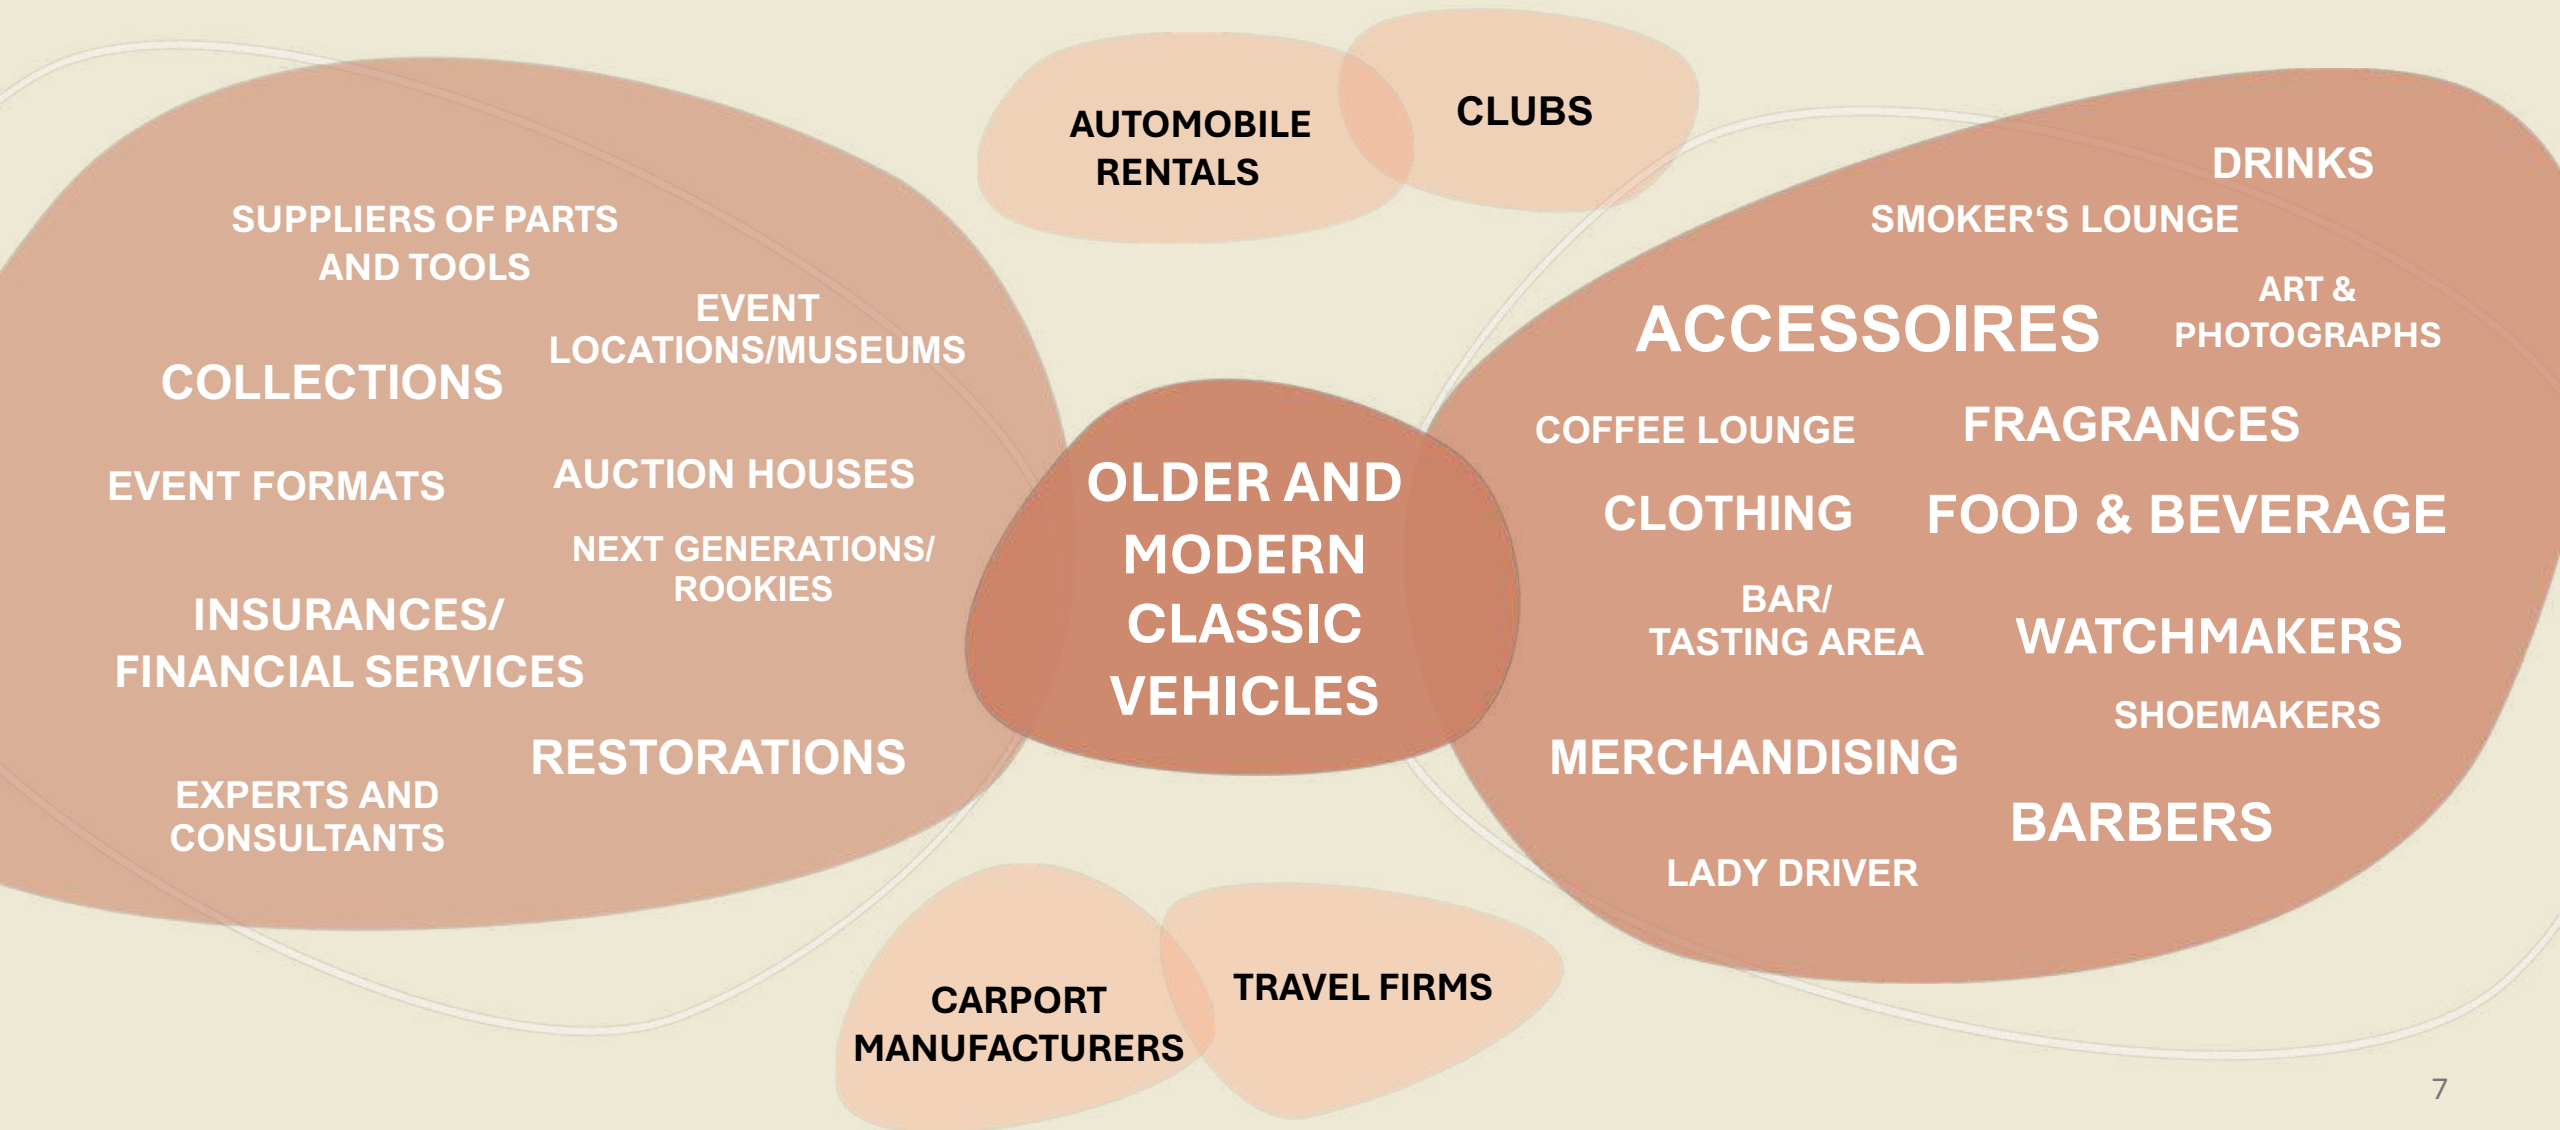 AUTOMOBILE
RENTALS
CLUBS
SUPPLIERS OF PARTS
AND TOOLS
EVENT
LOCATIONS/MUSEUMS
COLLECTIONS
EVENT FORMATS
AUCTION HOUSES
NEXT GENERATIONS/
ROOKIES
INSURANCES/
FINANCIAL SERVICES
RESTORATIONS
EXPERTS AND
CONSULTANTS
OLDER AND
MODERN
CLASSIC
VEHICLES
DRINKS
SMOKER‘S LOUNGE
ART &
PHOTOGRAPHS
ACCESSOIRES
COFFEE LOUNGE
FRAGRANCES
CLOTHING
FOOD & BEVERAGE
BAR/
TASTING AREA
WATCHMAKERS
SHOEMAKERS
MERCHANDISING
BARBERS
LADY DRIVER
CARPORT
MANUFACTURERS
TRAVEL FIRMS
7